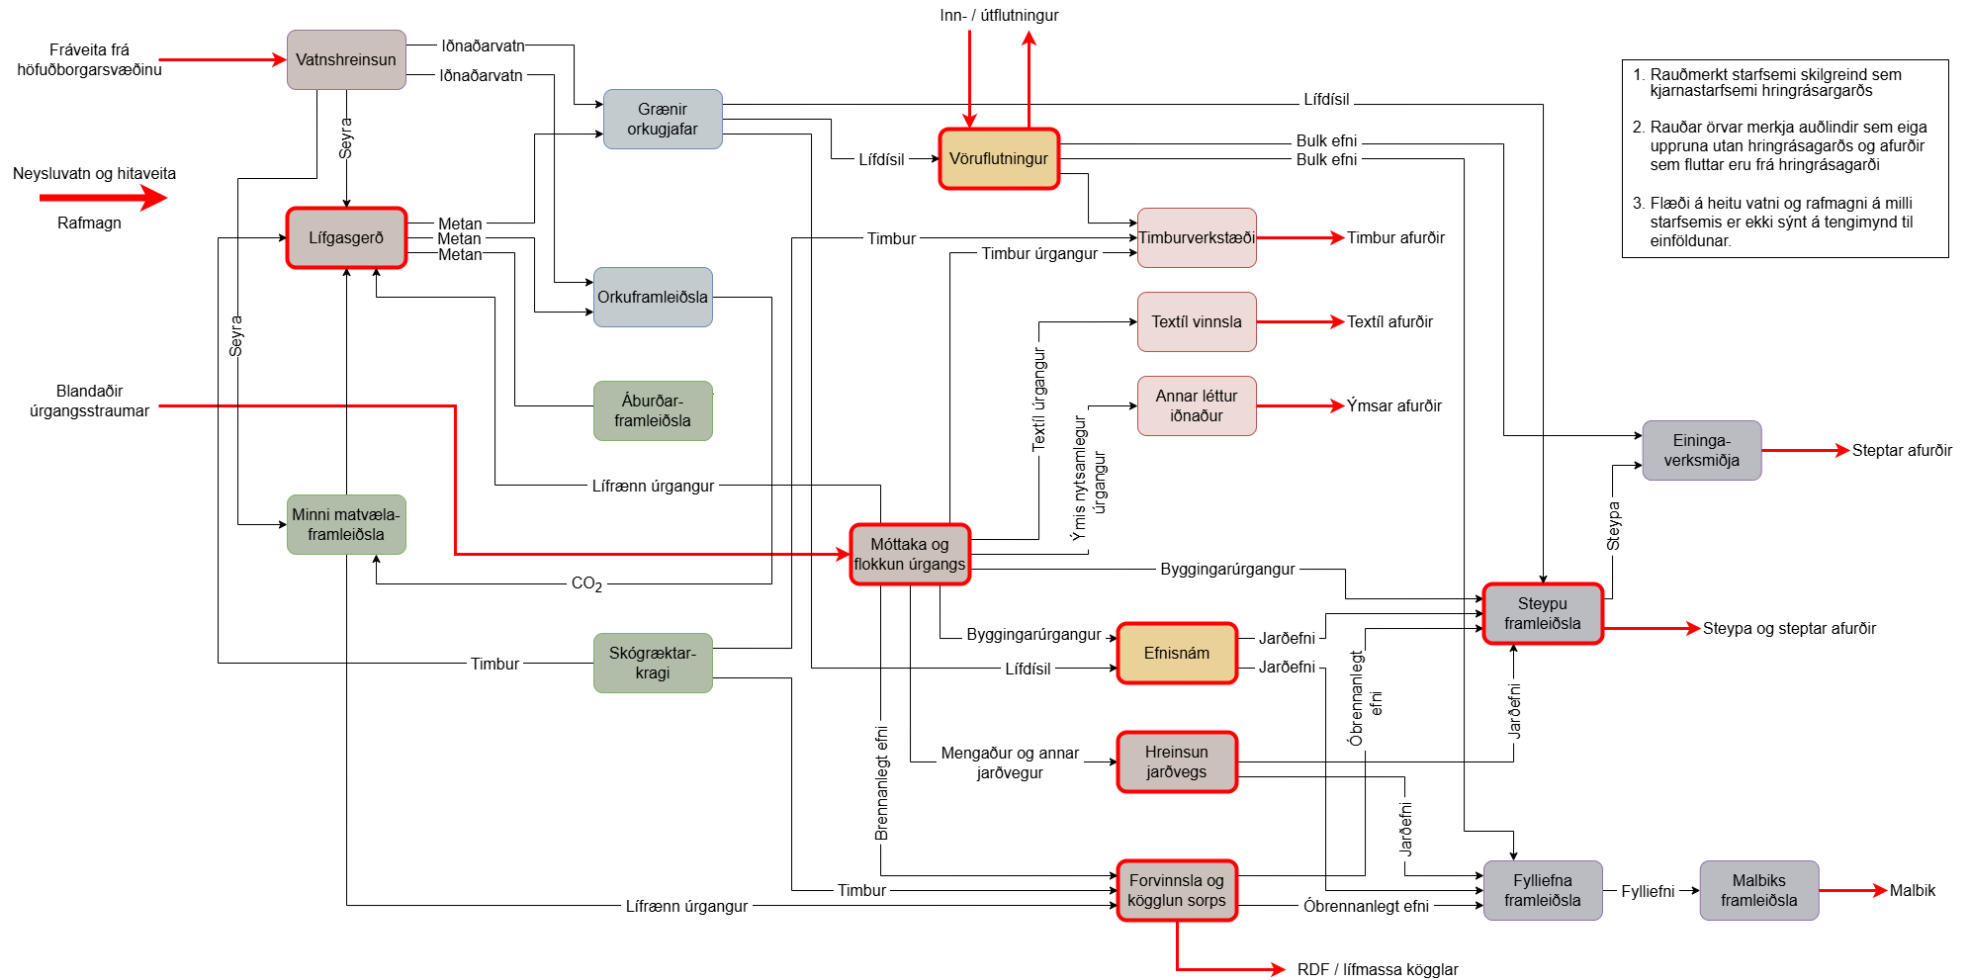 Inn- / útflutningur
Fráveita frá
höfuðborgarsvæðinu
Vatnshreinsun
Iðnaðarvatn
Iðnaðarvatn
Seyra
Seyra
Grænir
orkugjafar
Lífdísil
Lífdísil
Vöruflutningur
Bulk efni
Bulk efni
1. Rauðmerkt starfsemi skilgreind sem
kjarnastarfsemi hringrásargarðs
2. Rauðar örvar merkja auðlindir sem eiga
uppruna utan hringrásagarðs og afurðir
sem fluttar eru frá hringrásagarði
3. Flæði á heitu vatni og rafmagni á milli
starfsemis er ekki sýnt á tengimynd til
einföldunar.
Neysluvatn og hitaveita
Rafmagn
Lífgasgerð
Metan
Metan
Metan
Timbur
Timbur úrgangur
Timburverkstæði
Timbur afurðir
Orkuframleiðsla
Textíl úrgangur
Textíl vinnsla
Textíl afurðir
Blandaðir
úrgangsstraumar
Áburðar-
framleiðsla
Ýmis nytsamlegur
úrgangur
Annar léttur
iðnaður
Ýmsar afurðir
Eininga-
verksmiðja
Steptar afurðir
Lífrænn úrgangur
Minni matvæla-
framleiðsla
CO2
Móttaka og
flokkun úrgangs
Byggingarúrgangur
Steypa
Steypu
framleiðsla
Steypa og steptar afurðir
Byggingarúrgangur
Efnisnám
Jarðefni
Jarðefni
Lífdísil
Timbur
Skógræktar-
kragi
Brennanlegt efni
Mengaður og annar
jarðvegur
Hreinsun
jarðvegs
Óbrennanlegt
efni
Jarðefni
Jarðefni
Timbur
Lífrænn úrgangur
Forvinnsla og
kögglun sorps
Óbrennanlegt efni
Fylliefna
framleiðsla
Fylliefni
Malbiks
framleiðsla
Malbik
RDF / lífmassa kögglar